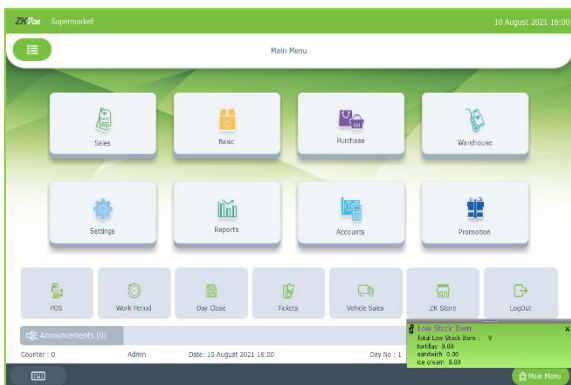 ZKPos Supermarket 10 August 2021 16:00
Main Menu
Sales Basic Purchase Warehouse
Settings Reports Accounts Promotion
POS Work Period Day Close Tickets Vehicle Sales ZK Store LogOut
Announcements (0)
Low Stock Item x
Total Low Stock Item : 9
tortillas 0.00
sandwich 0.00
ice cream 0.00
Counter : 0 Admin Date: 10 August 2021 16:00 Day No : 1
Main Menu